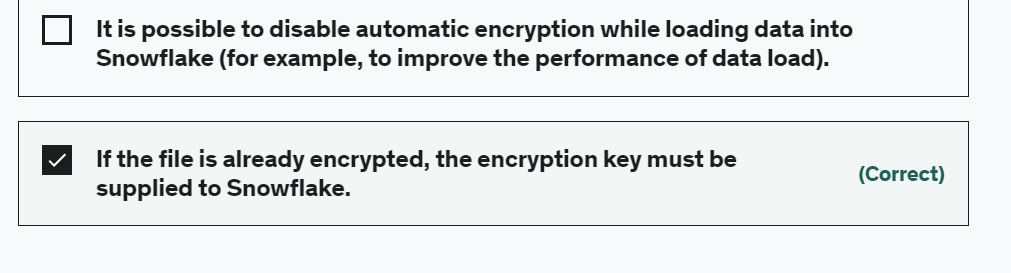 It is possible to disable automatic encryption while loading data into
Snowflake (for example, to improve the performance of data load).
If the file is already encrypted, the encryption key must be
supplied to Snowflake.
(Correct)